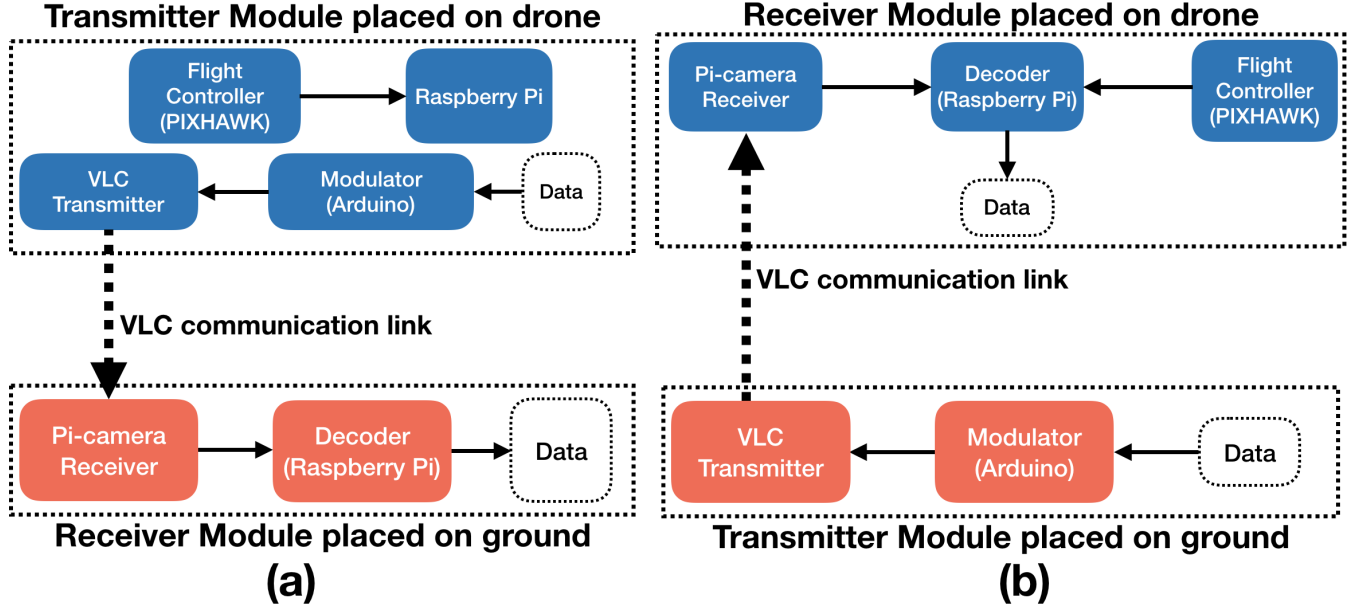 Transmitter Module placed on drone
Flight
Controller
(PIXHAWK)
Raspberry Pi
VLC
Transmitter
Modulator
(Arduino)
Data
VLC communication link
Pi-camera
Receiver
Decoder
(Raspberry Pi)
Data
Receiver Module placed on ground
(a)
Receiver Module placed on drone
Pi-camera
Receiver
Decoder
(Raspberry Pi)
Flight
Controller
(PIXHAWK)
Data
VLC communication link
VLC
Transmitter
Modulator
(Arduino)
Data
Transmitter Module placed on ground
(b)